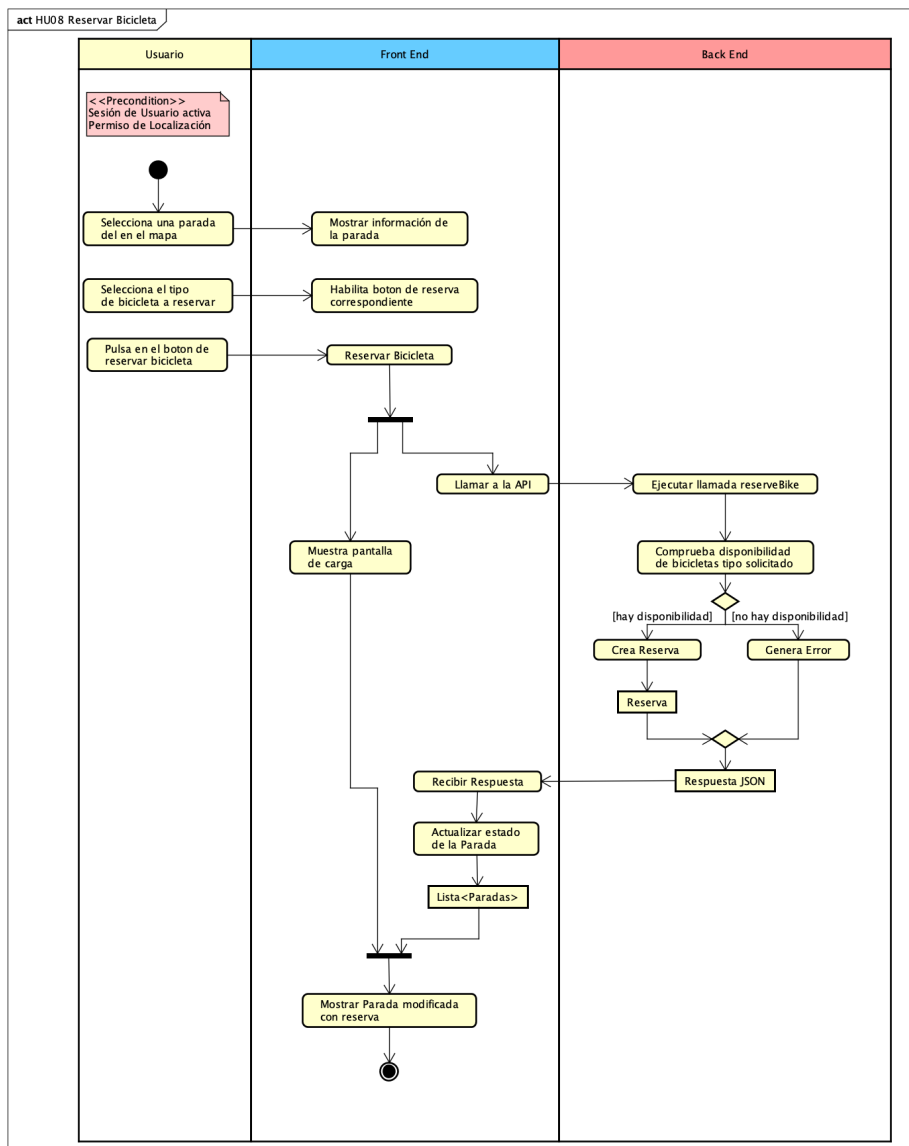 act HU08 Reservar Bicicleta
Usuario
Front End
Back End
<<Precondition>>
Sesión de Usuario activa
Permiso de Localización
Selecciona una parada
del en el mapa
Mostrar información de
la parada
Selecciona el tipo
de bicicleta a reservar
Habilita boton de reserva
correspondiente
Pulsa en el boton de
reservar bicicleta
Reservar Bicicleta
Llamar a la API
Ejecutar llamada reserveBike
Muestra pantalla
de carga
Comprueba disponibilidad
de bicicletas tipo solicitado
[hay disponibilidad]
[no hay disponibilidad]
Crea Reserva
Genera Error
Reserva
Respuesta JSON
Recibir Respuesta
Actualizar estado
de la Parada
Lista<Paradas>
Mostrar Parada modificada
con reserva